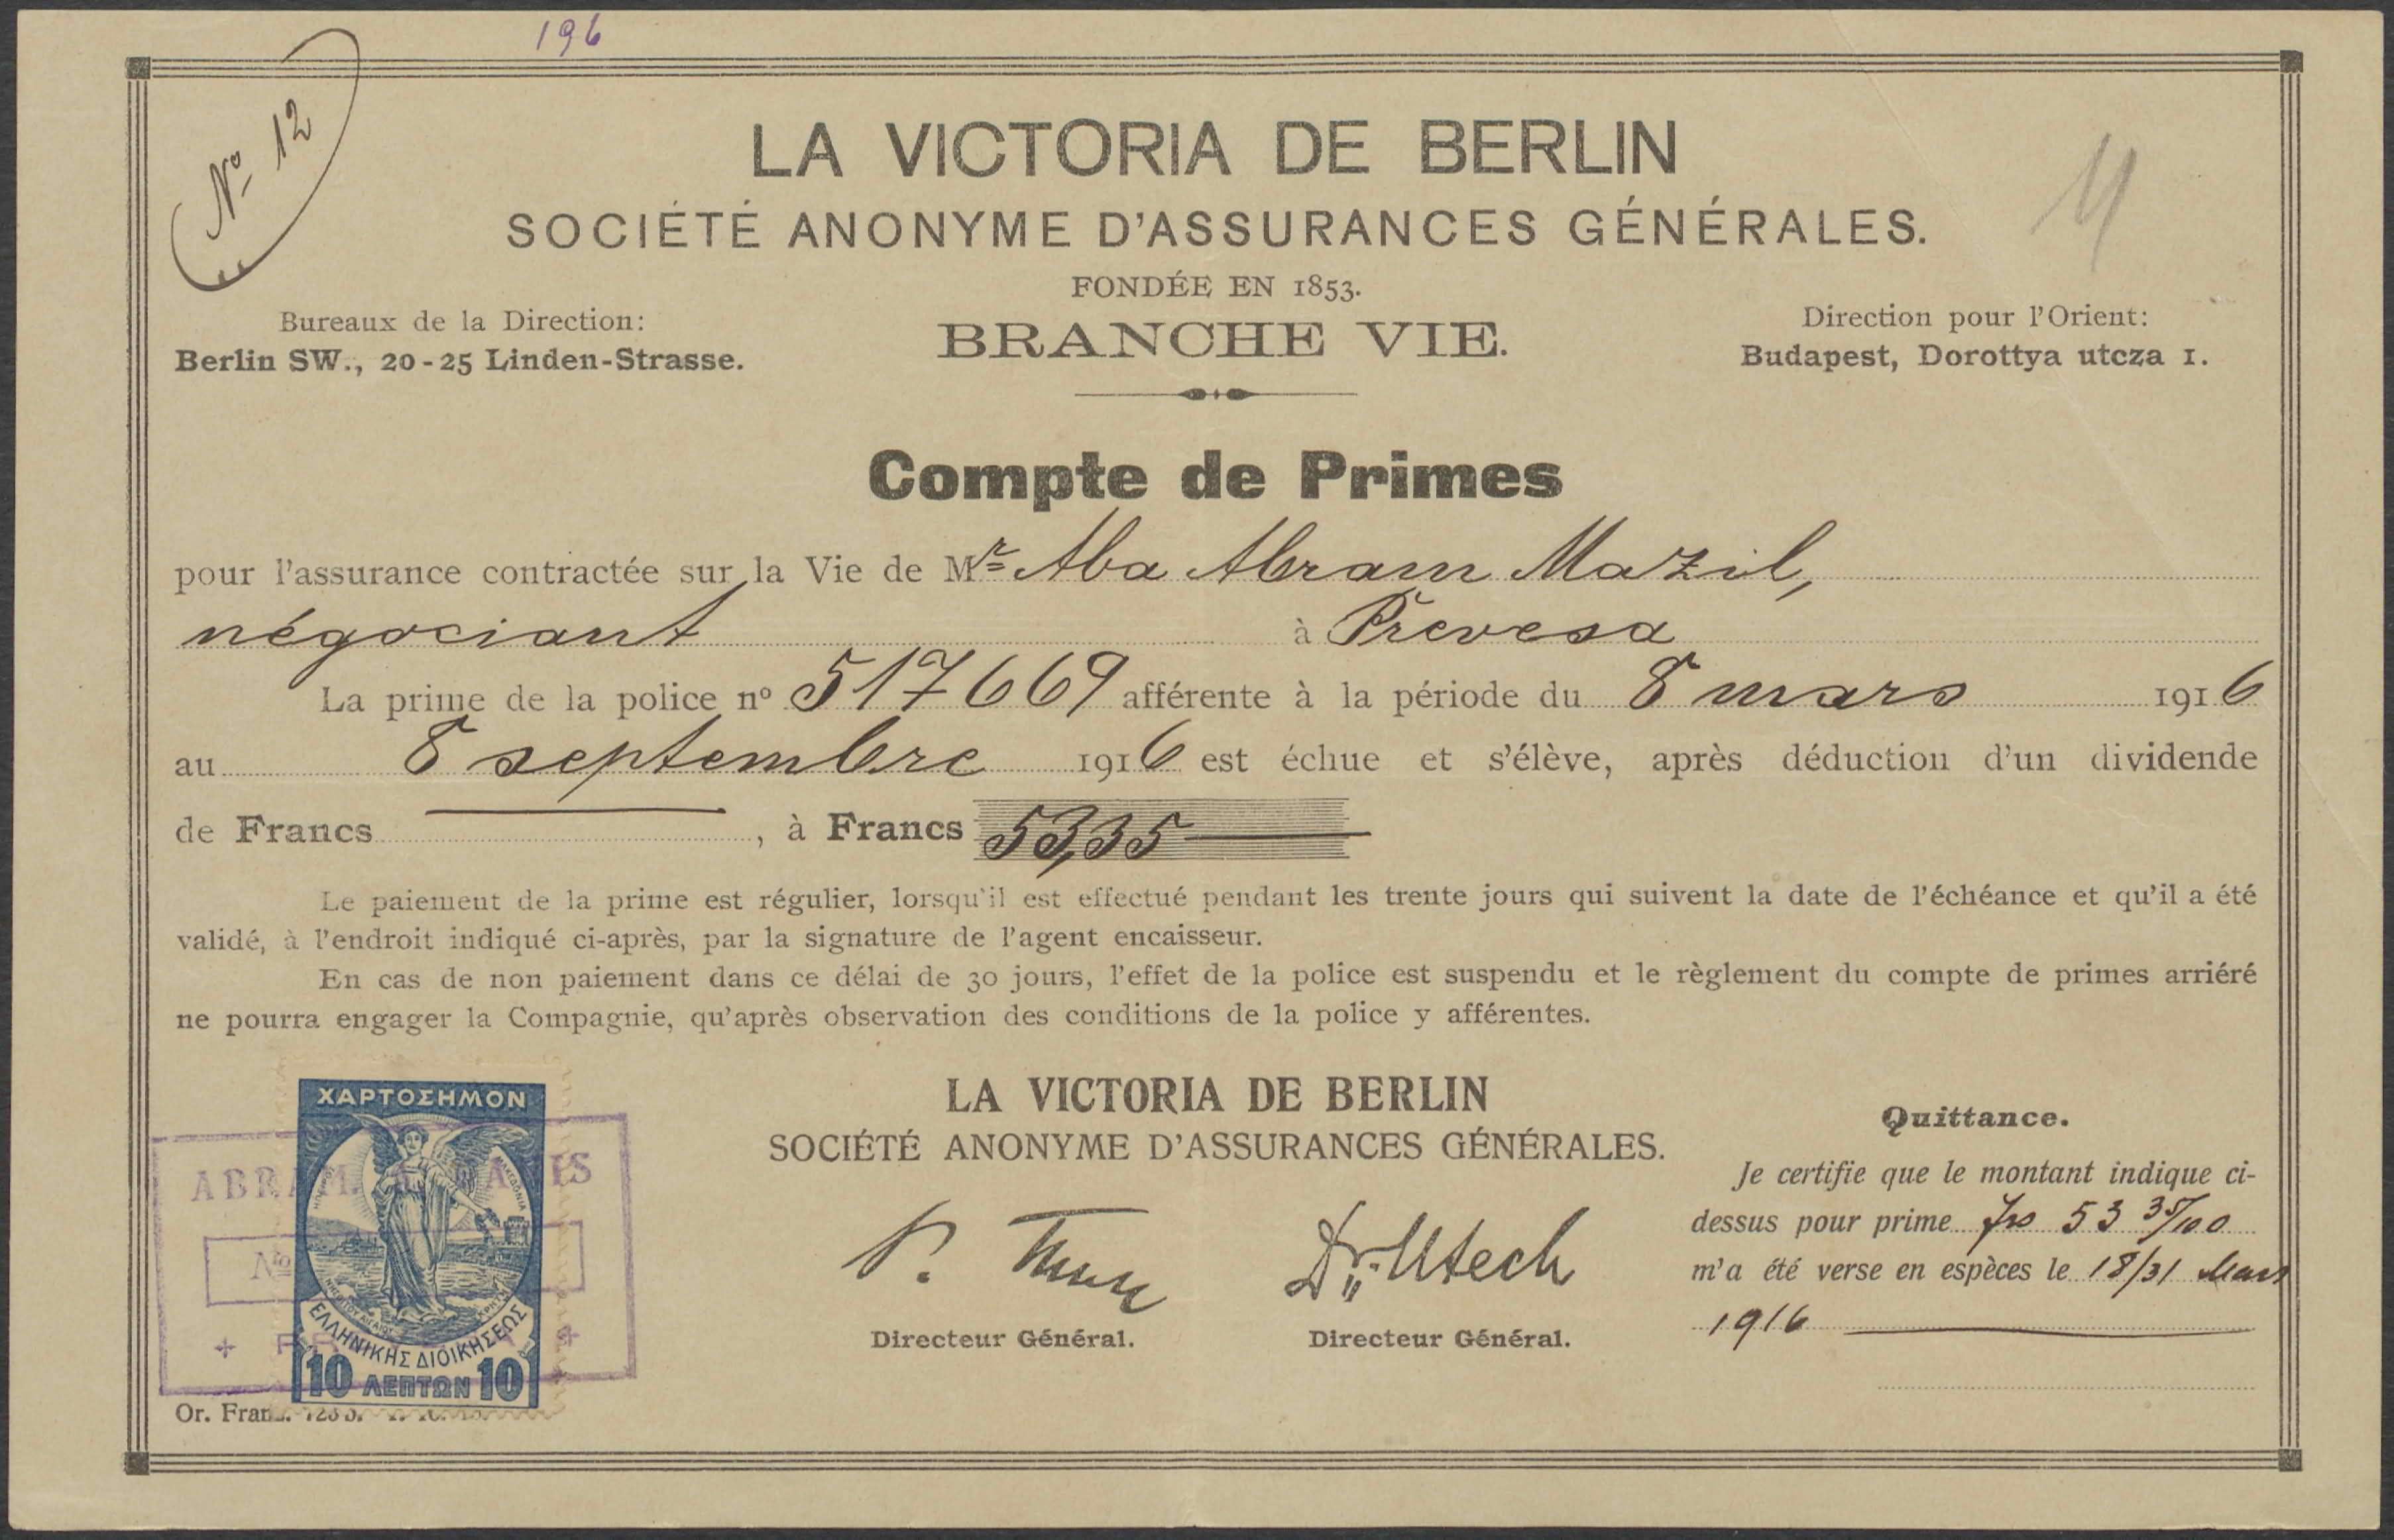 196
Nº 12
LA VICTORIA DE BERLIN
SOCIÉTÉ ANONYME D'ASSURANCES GÉNÉRALES.
FONDÉE EN 1853.
BRANCHE VIE.
Bureaux de la Direction:
Berlin SW., 20-25 Linden-Strasse.
Direction pour l'Orient:
Budapest, Dorottya utcza 1.
Compte de Primes
pour l'assurance contractée sur la Vie de Mr Aba Abram Mazil,
négociant à Prevesa
La prime de la police nº 517669 afférente à la période du 8 mars 1916
au 8 septembre 1916 est échue et s'élève, après déduction d'un dividende
de Francs , à Francs 53,35
Le paiement de la prime est régulier, lorsqu'il est effectué pendant les trente jours qui suivent la date de l'échéance et qu'il a été
validé, à l'endroit indiqué ci-après, par la signature de l'agent encaisseur.
En cas de non paiement dans ce délai de 30 jours, l'effet de la police est suspendu et le règlement du compte de primes arriéré
ne pourra engager la Compagnie, qu'après observation des conditions de la police y afférentes.
LA VICTORIA DE BERLIN
SOCIÉTÉ ANONYME D'ASSURANCES GÉNÉRALES.
Dr. Utech
Directeur Général. Directeur Général.
Quittance.
Je certifie que le montant indique ci-
dessus pour prime frs 53 35/100
m'a été verse en espèces le 18/31 Mars
1916
ΧΑΡΤΟΣΗΜΟΝ
ΕΛΛΗΝΙΚΗΣ ΔΙΟΙΚΗΣΕΩΣ
10 ΛΕΠΤΩΝ 10
Nº
Or. Franz.